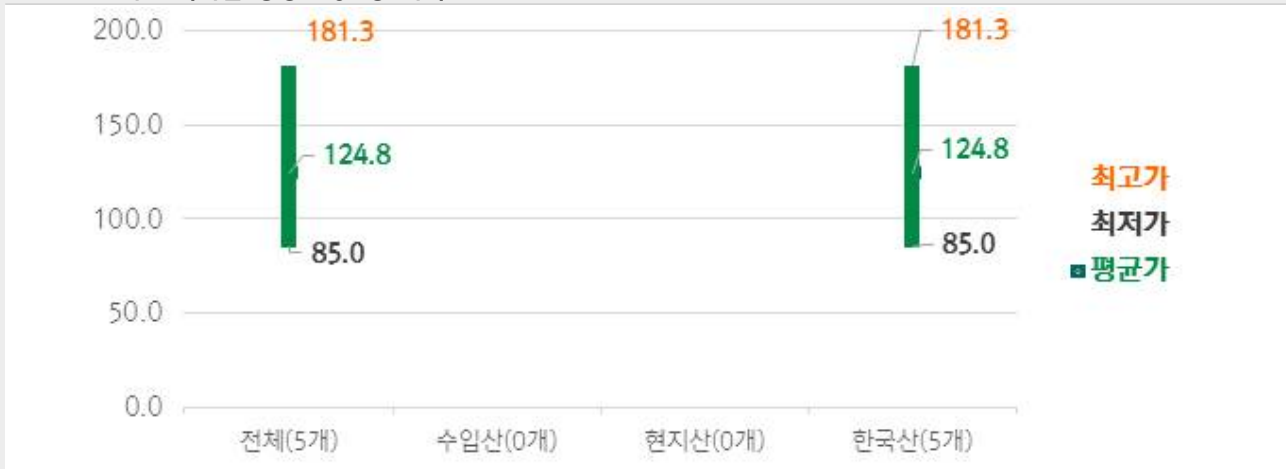 200.0
181.3
181.3
150.0
124.8
124.8
최고가
100.0
최저가
85.0
85.0
평균가
50.0
0.0
전체(5개)
수입산(0개)
현지산(0개)
한국산(5개)